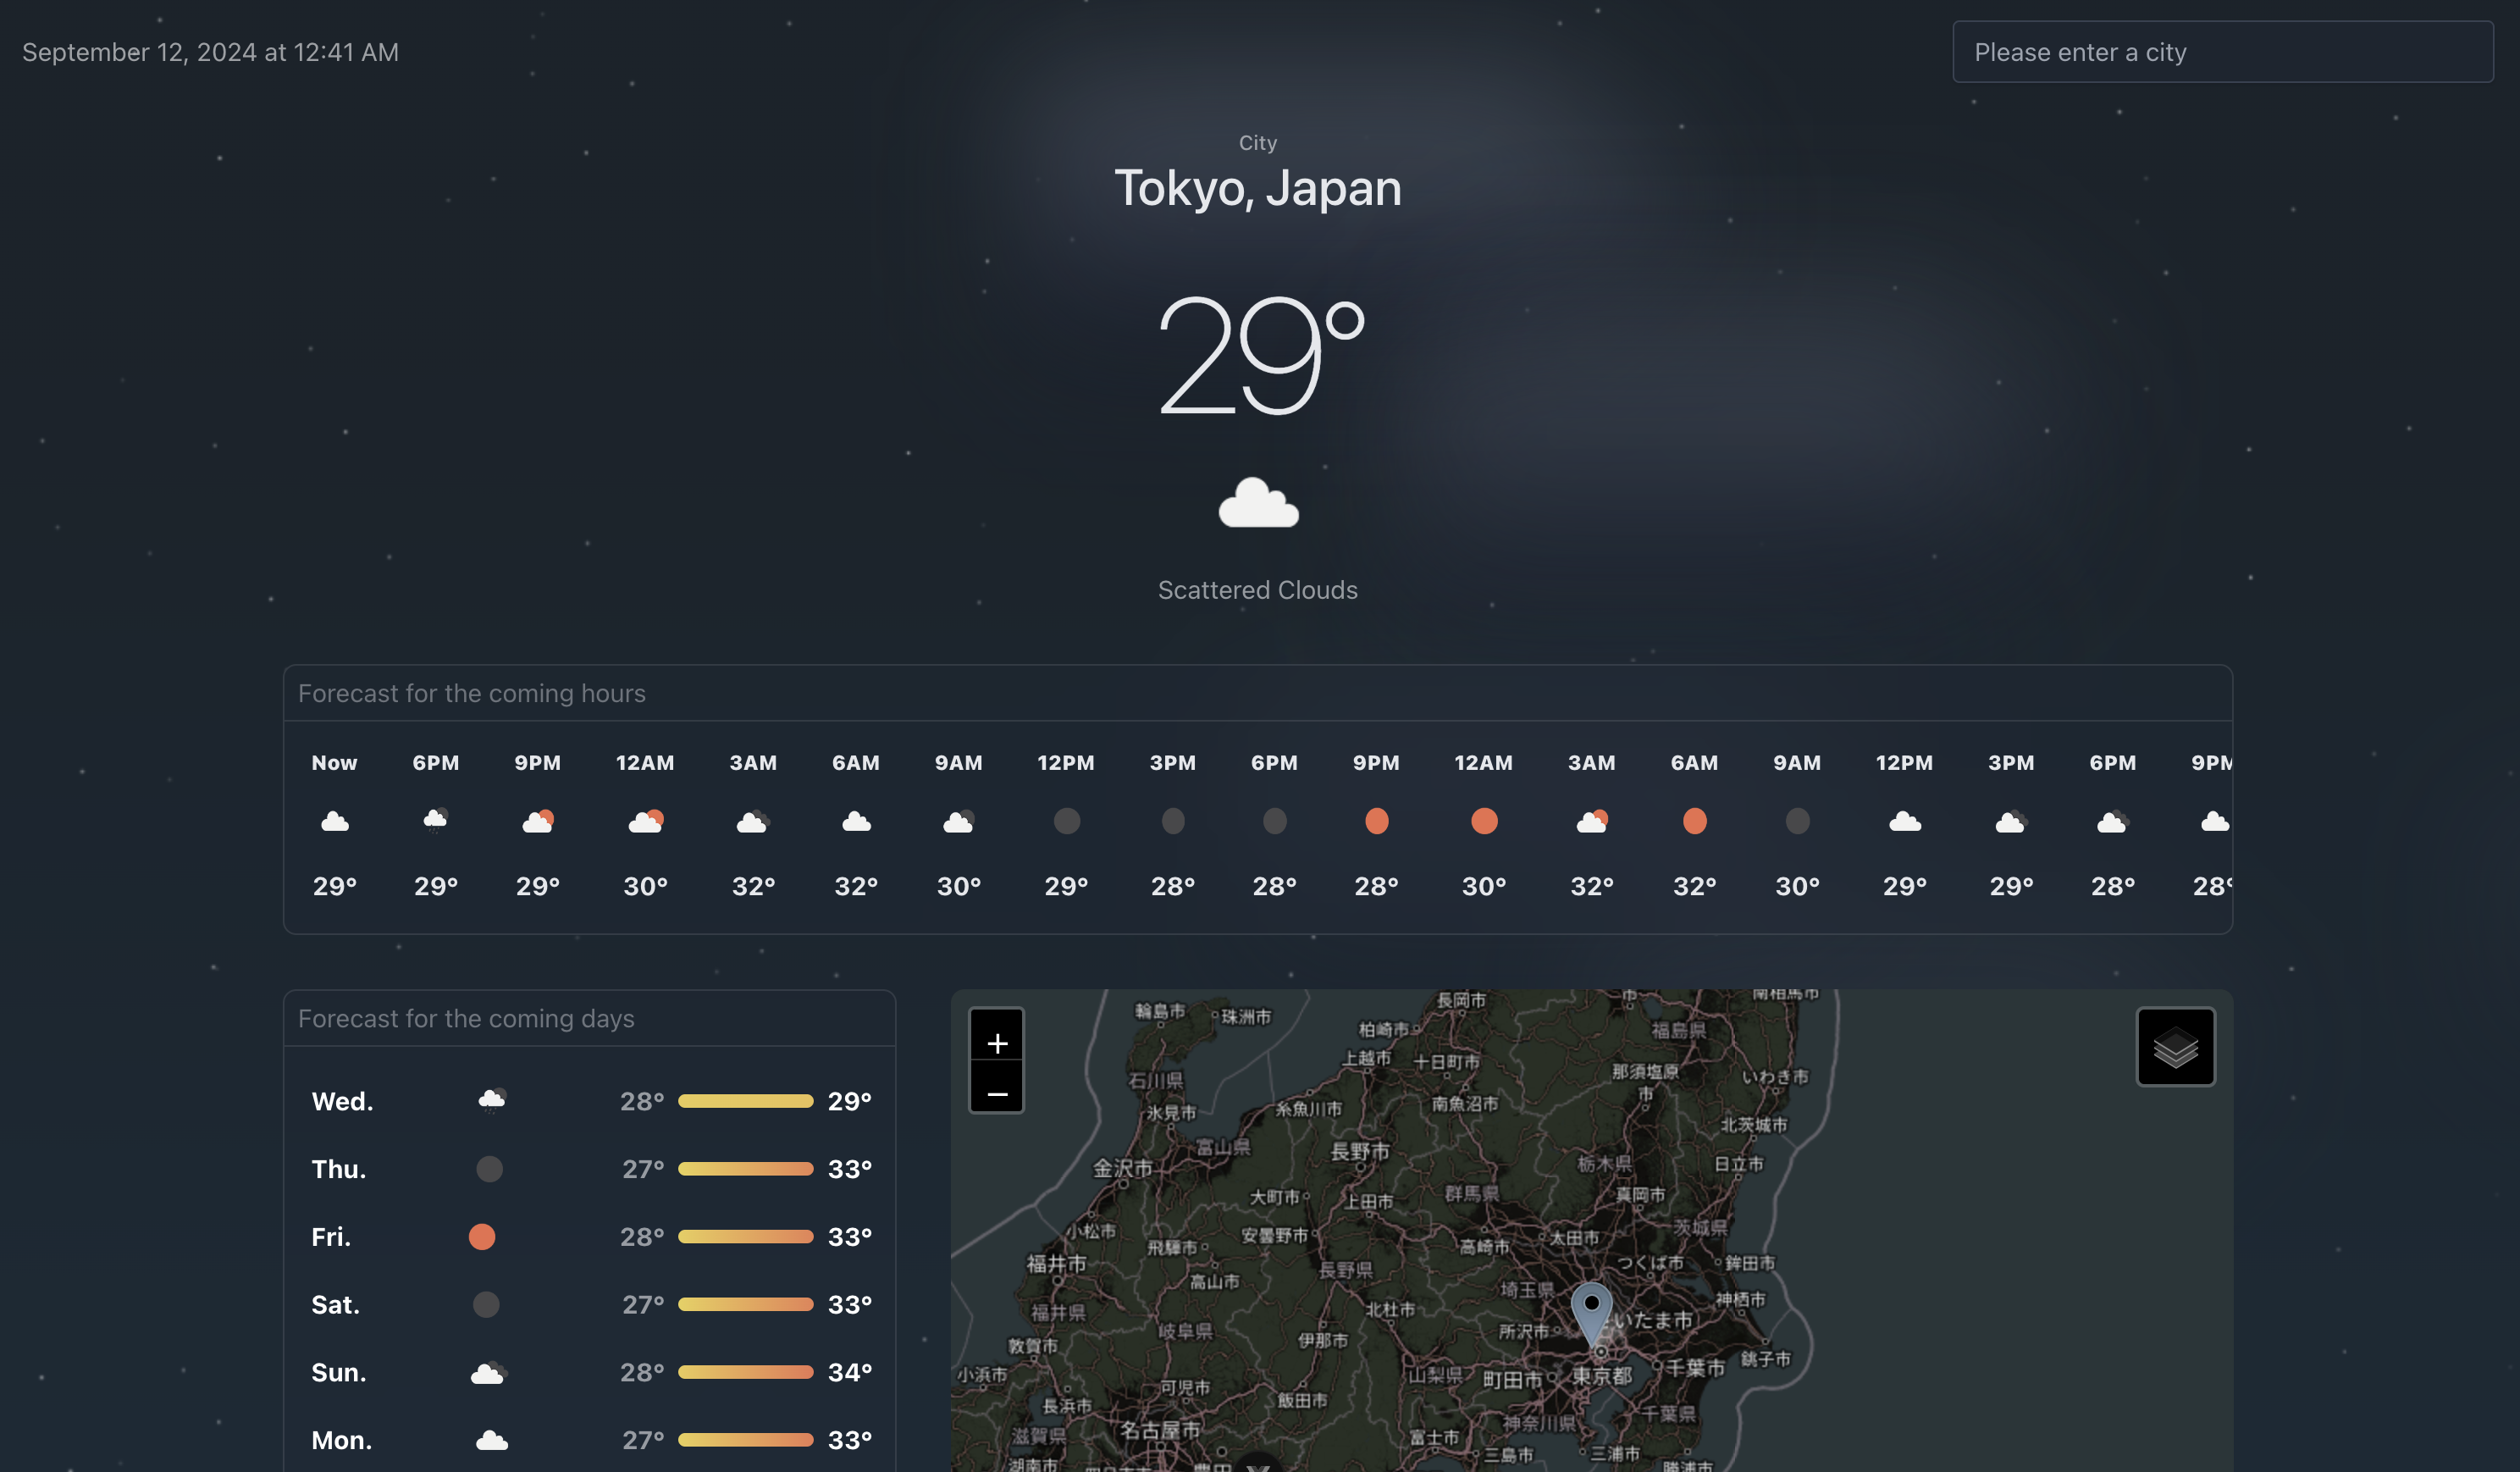 September 12, 2024 at 12:41 AM
Please enter a city
City
Tokyo, Japan
29°
Scattered Clouds
Forecast for the coming hours
Now 6PM 9PM 12AM 3AM 6AM 9AM 12PM 3PM 6PM 9PM 12AM 3AM 6AM 9AM 12PM 3PM 6PM 9PM
29° 29° 29° 30° 32° 32° 30° 29° 28° 28° 28° 30° 32° 32° 30° 29° 29° 28° 28°
Forecast for the coming days
Wed. 28° 29°
Thu. 27° 33°
Fri. 28° 33°
Sat. 27° 33°
Sun. 28° 34°
Mon. 27° 33°
+
−
南相馬市
長岡市
輪島市
珠洲市
柏崎市
福島県
上越市
十日町市
那須塩原
市
いわき市
石川県
氷見市
糸魚川市
南魚沼市
北茨城市
富山県
長野市
金沢市
栃木県
日立市
大町市
上田市
群馬県
真岡市
小松市
飛騨市
安曇野市
高崎市
太田市
茨城県
福井市
高山市
長野県
つくば市
鉾田市
埼玉県
神栖市
福井県
北杜市
いたま市
岐阜県
伊那市
所沢市
敦賀市
千葉市
銚子市
小浜市
山梨県
町田市
東京都
可児市
飯田市
長浜市
名古屋市
神奈川県
千葉県
滋賀県
富士市
三島市
三浦市
湖南市
勝浦市